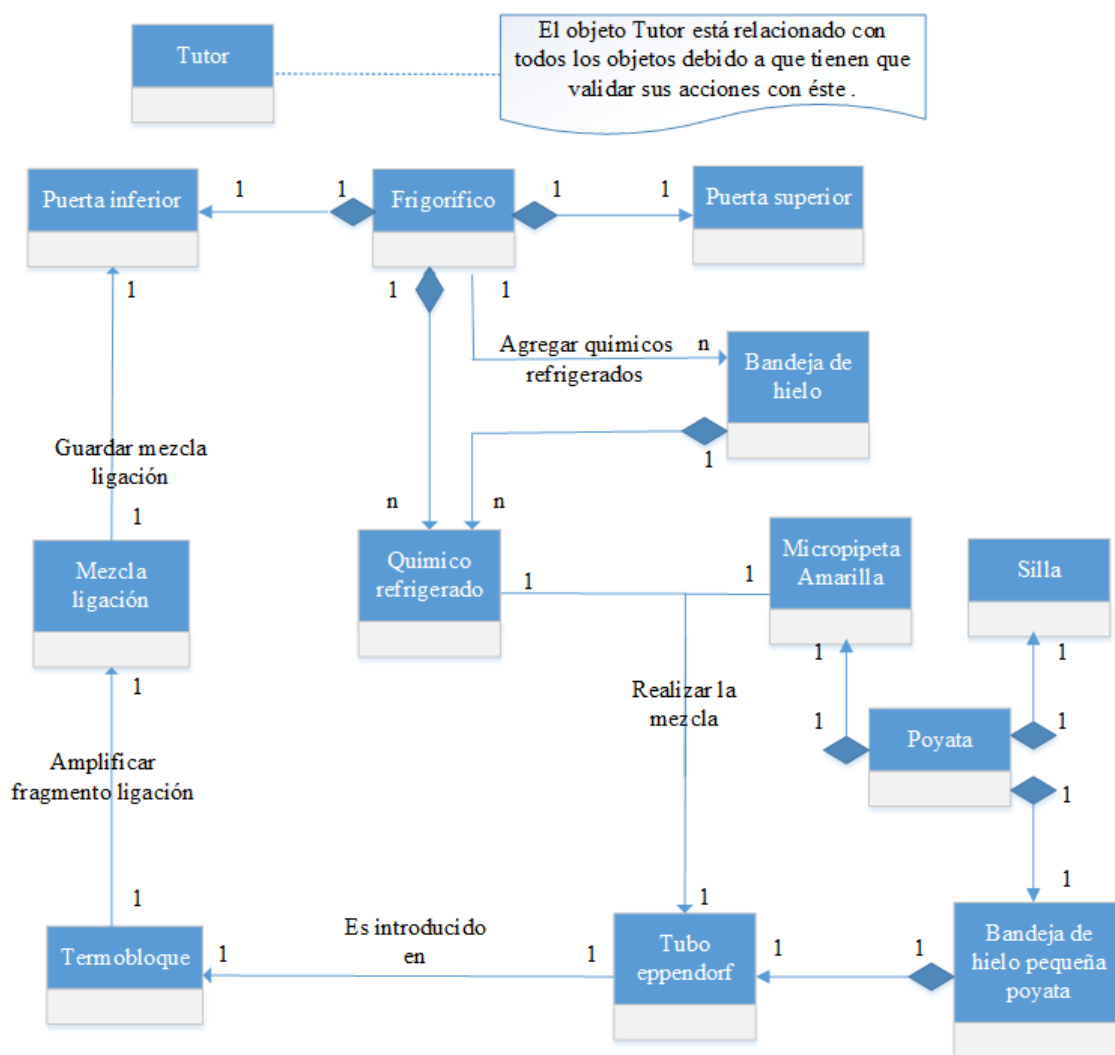 Tutor
El objeto Tutor está relacionado con
todos los objetos debido a que tienen que
validar sus acciones con éste .
Puerta inferior
1
1
Frigorífico
1
1
Puerta superior
1
1
1
Agregar químicos
refrigerados
n
Bandeja de
hielo
1
Guardar mezcla
ligación
1
n
n
Mezcla
ligación
Químico
refrigerado
1
1
Micropipeta
Amarilla
Silla
1
1
1
Realizar la
mezcla
1
Poyata
1
1
Amplificar
fragmento ligación
1
1
1
Es introducido
en
Termobloque
1
1
Tubo
eppendorf
1
1
Bandeja de
hielo pequeña
poyata